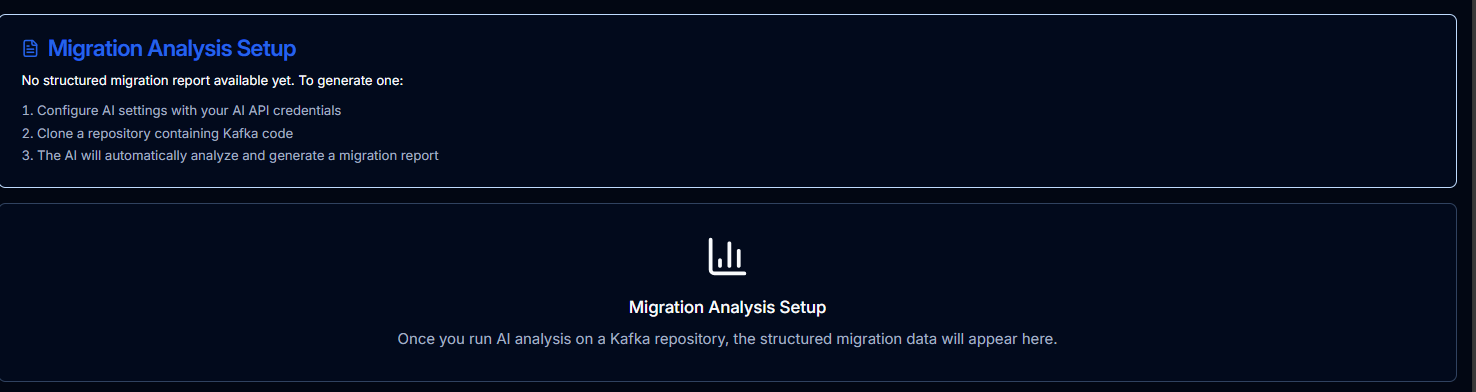 Migration Analysis Setup
No structured migration report available yet. To generate one:
1. Configure AI settings with your AI API credentials
2. Clone a repository containing Kafka code
3. The AI will automatically analyze and generate a migration report
Migration Analysis Setup
Once you run AI analysis on a Kafka repository, the structured migration data will appear here.